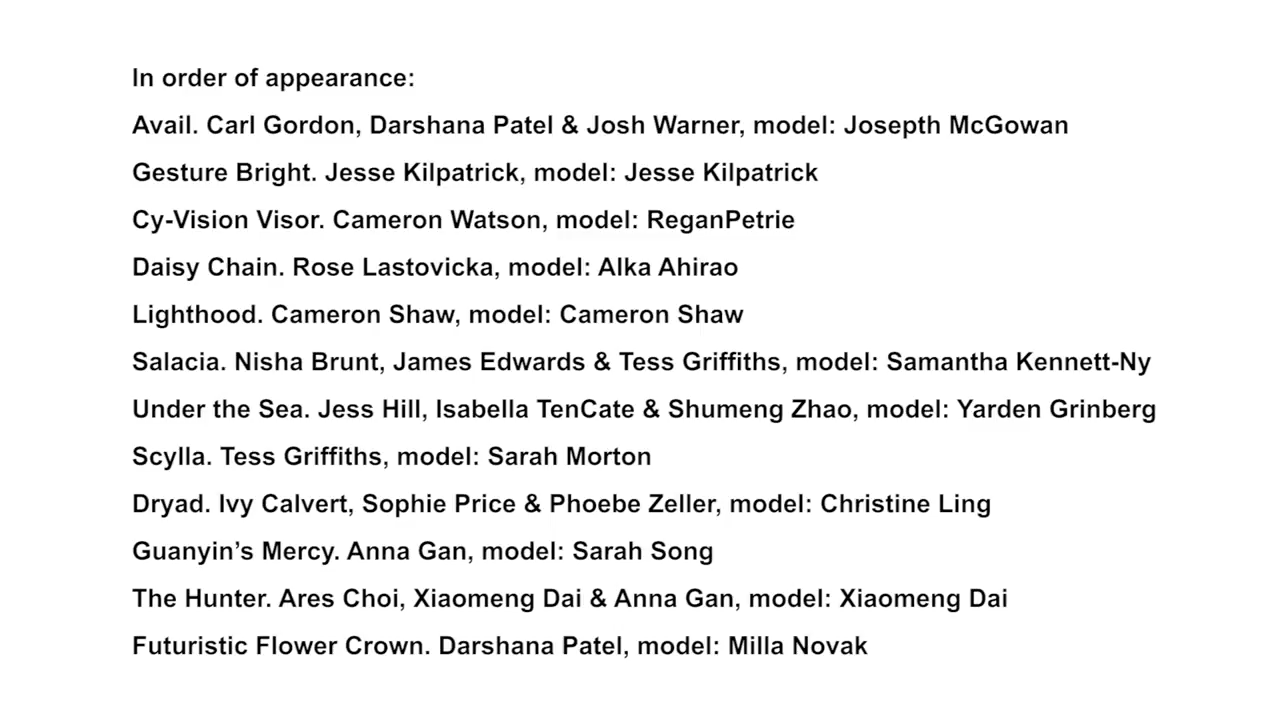 In order of appearance:
Avail. Carl Gordon, Darshana Patel & Josh Warner, model: Josepth McGowan
Gesture Bright. Jesse Kilpatrick, model: Jesse Kilpatrick
Cy-Vision Visor. Cameron Watson, model: ReganPetrie
Daisy Chain. Rose Lastovicka, model: Alka Ahirao
Lighthood. Cameron Shaw, model: Cameron Shaw
Salacia. Nisha Brunt, James Edwards & Tess Griffiths, model: Samantha Kennett-Ny
Under the Sea. Jess Hill, Isabella TenCate & Shumeng Zhao, model: Yarden Grinberg
Scylla. Tess Griffiths, model: Sarah Morton
Dryad. Ivy Calvert, Sophie Price & Phoebe Zeller, model: Christine Ling
Guanyin’s Mercy. Anna Gan, model: Sarah Song
The Hunter. Ares Choi, Xiaomeng Dai & Anna Gan, model: Xiaomeng Dai
Futuristic Flower Crown. Darshana Patel, model: Milla Novak